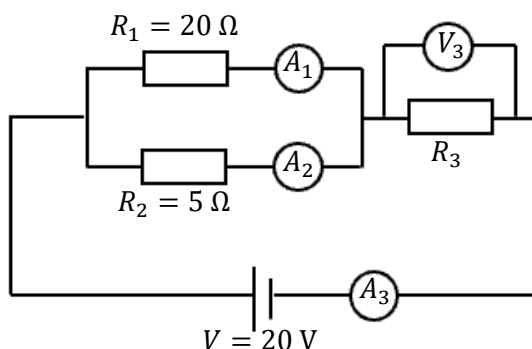 R₁ = 20 Ω
A₁
V₃
A₂
R₃
R₂ = 5 Ω
A₃
V = 20 V